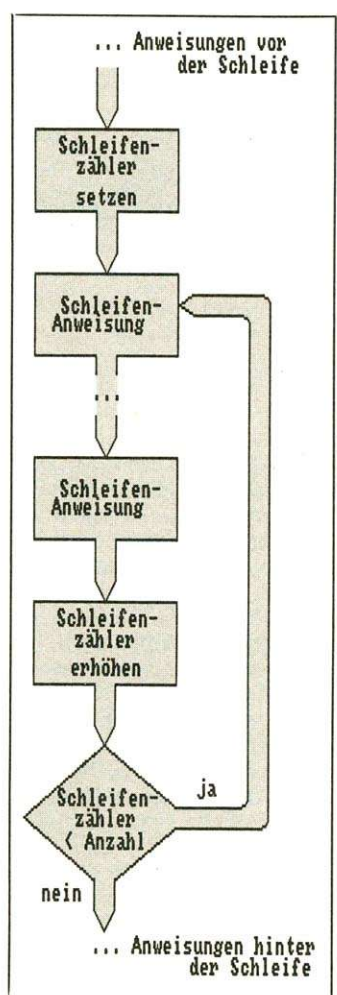 ... Anweisungen vor
der Schleife
Schleifen-
zähler
setzen
Schleifen-
Anweisung
...
Schleifen-
Anweisung
Schleifen-
zähler
erhöhen
Schleifen-
zähler
< Anzahl
ja
nein
... Anweisungen hinter
der Schleife